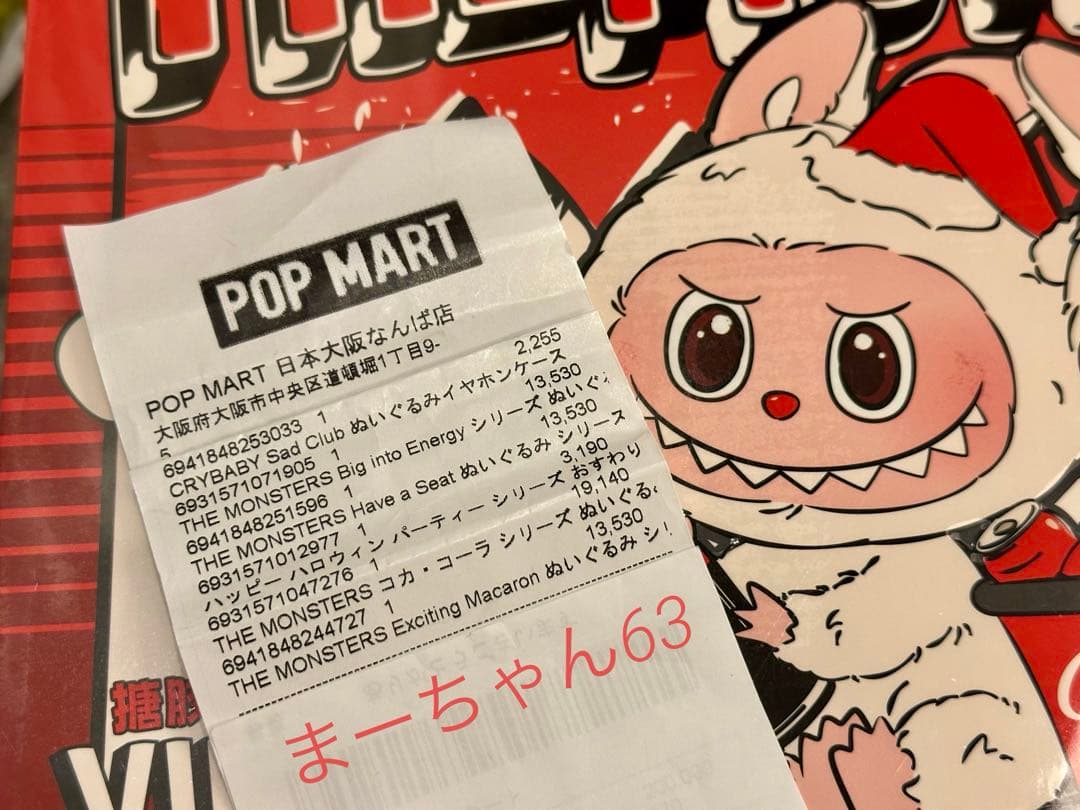 POP MART
POP MART 日本大阪なんば店
大阪府大阪市中央区道頓堀1丁目9-
5
6941848253033 1 2,255
CRYBABY Sad Club ぬいぐるみイヤホンケース
6931571071905 1 13,530
THE MONSTERS Big into Energy シリーズ ぬいぐ
6941848251596 1 13,530
THE MONSTERS Have a Seat ぬいぐるみ シリーズ
6931571012977 1 3,190
ハッピー ハロウィン パーティー シリーズ おすわり
6931571047276 1 19,140
THE MONSTERS コカ・コーラ シリーズ ぬいぐる
6941848244727 1 13,530
THE MONSTERS Exciting Macaron ぬいぐるみ シ
まーちゃん63
搪